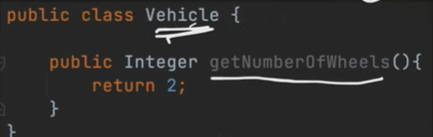 public class Vehicle {
public Integer getNumberOfWheels(){
return 2;
}
}